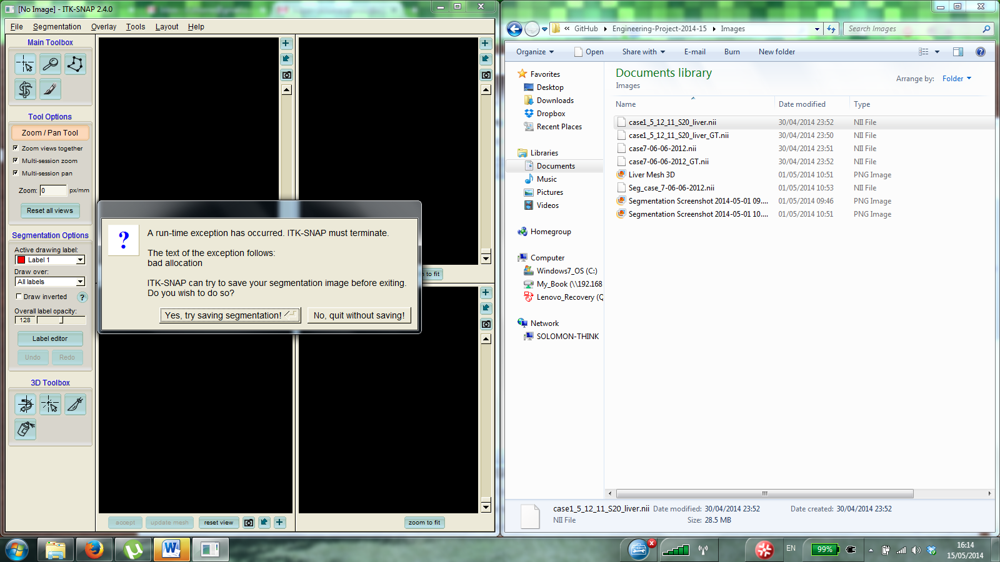 [No Image] - ITK-SNAP 2.4.0
File Segmentation Overlay Tools Layout Help
Main Toolbox
Tool Options
Zoom / Pan Tool
Zoom views together
Multi-session zoom
Multi-session pan
Zoom: 0 px/mm
Reset all views
Segmentation Options
Active drawing label:
Label 1
Draw over:
All labels
Draw inverted ?
Overall label opacity:
128
Label editor
Undo Redo
3D Toolbox
A run-time exception has occurred. ITK-SNAP must terminate.
The text of the exception follows:
bad allocation
ITK-SNAP can try to save your segmentation image before exiting.
Do you wish to do so?
Yes, try saving segmentation! No, quit without saving!
to fit
accept update mesh reset view
zoom to fit
« GitHub Engineering-Project-2014-15 Images
Search Images
Organize Open Share with E-mail Burn New folder
Favorites
Desktop
Downloads
Dropbox
Recent Places
Libraries
Documents
Music
Pictures
Videos
Homegroup
Computer
Windows7_OS (C:)
My_Book (\\192.168
Lenovo_Recovery (Q
Network
SOLOMON-THINK
Documents library
Images
Arrange by: Folder
Name Date modified Type
case1_5_12_11_S20_liver.nii 30/04/2014 23:52 NII File
case1_5_12_11_S20_liver_GT.nii 30/04/2014 23:50 NII File
case7-06-06-2012.nii 30/04/2014 23:51 NII File
case7-06-06-2012_GT.nii 30/04/2014 23:52 NII File
Liver Mesh 3D 01/05/2014 10:51 PNG Image
Seg_case_7-06-06-2012.nii 01/05/2014 10:53 NII File
Segmentation Screenshot 2014-05-01 09.... 01/05/2014 09:46 PNG Image
Segmentation Screenshot 2014-05-01 10.... 01/05/2014 10:51 PNG Image
case1_5_12_11_S20_liver.nii Date modified: 30/04/2014 23:52 Date created: 30/04/2014 23:52
NII File Size: 28.5 MB
EN
99%
16:14
15/05/2014